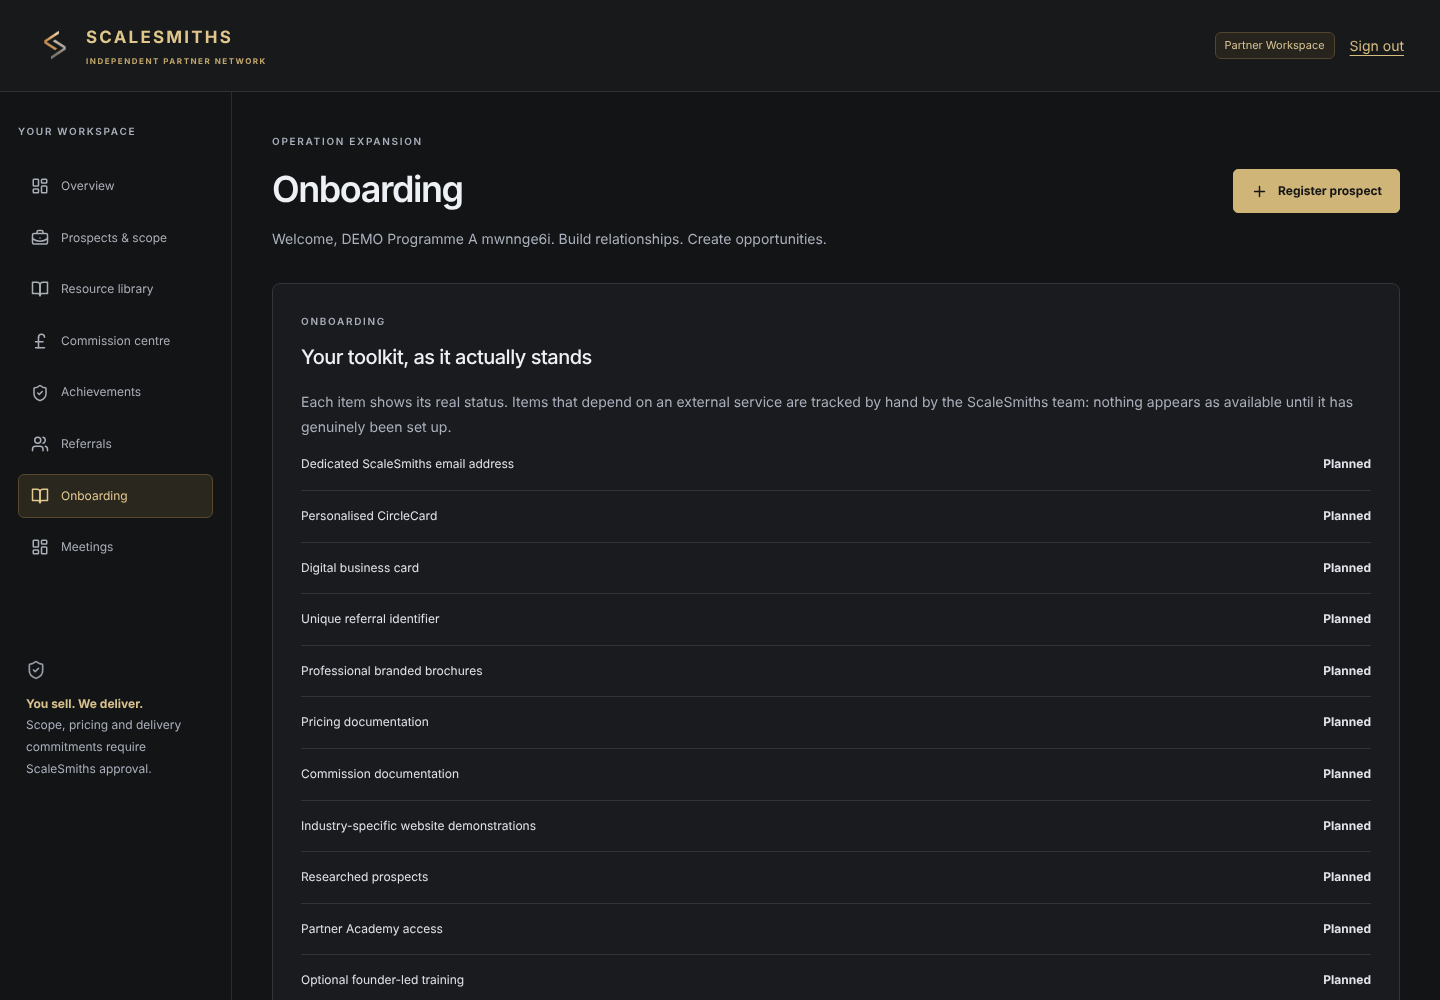 SCALESMITHS
INDEPENDENT PARTNER NETWORK
Partner Workspace
Sign out
YOUR WORKSPACE
Overview
Prospects & scope
Resource library
Commission centre
Achievements
Referrals
Onboarding
Meetings
You sell. We deliver.
Scope, pricing and delivery
commitments require
ScaleSmiths approval.
OPERATION EXPANSION
Onboarding
Register prospect
Welcome, DEMO Programme A mwnnge6i. Build relationships. Create opportunities.
ONBOARDING
Your toolkit, as it actually stands
Each item shows its real status. Items that depend on an external service are tracked by hand by the ScaleSmiths team: nothing appears as available until it has
genuinely been set up.
Dedicated ScaleSmiths email address Planned
Personalised CircleCard Planned
Digital business card Planned
Unique referral identifier Planned
Professional branded brochures Planned
Pricing documentation Planned
Commission documentation Planned
Industry-specific website demonstrations Planned
Researched prospects Planned
Partner Academy access Planned
Optional founder-led training Planned